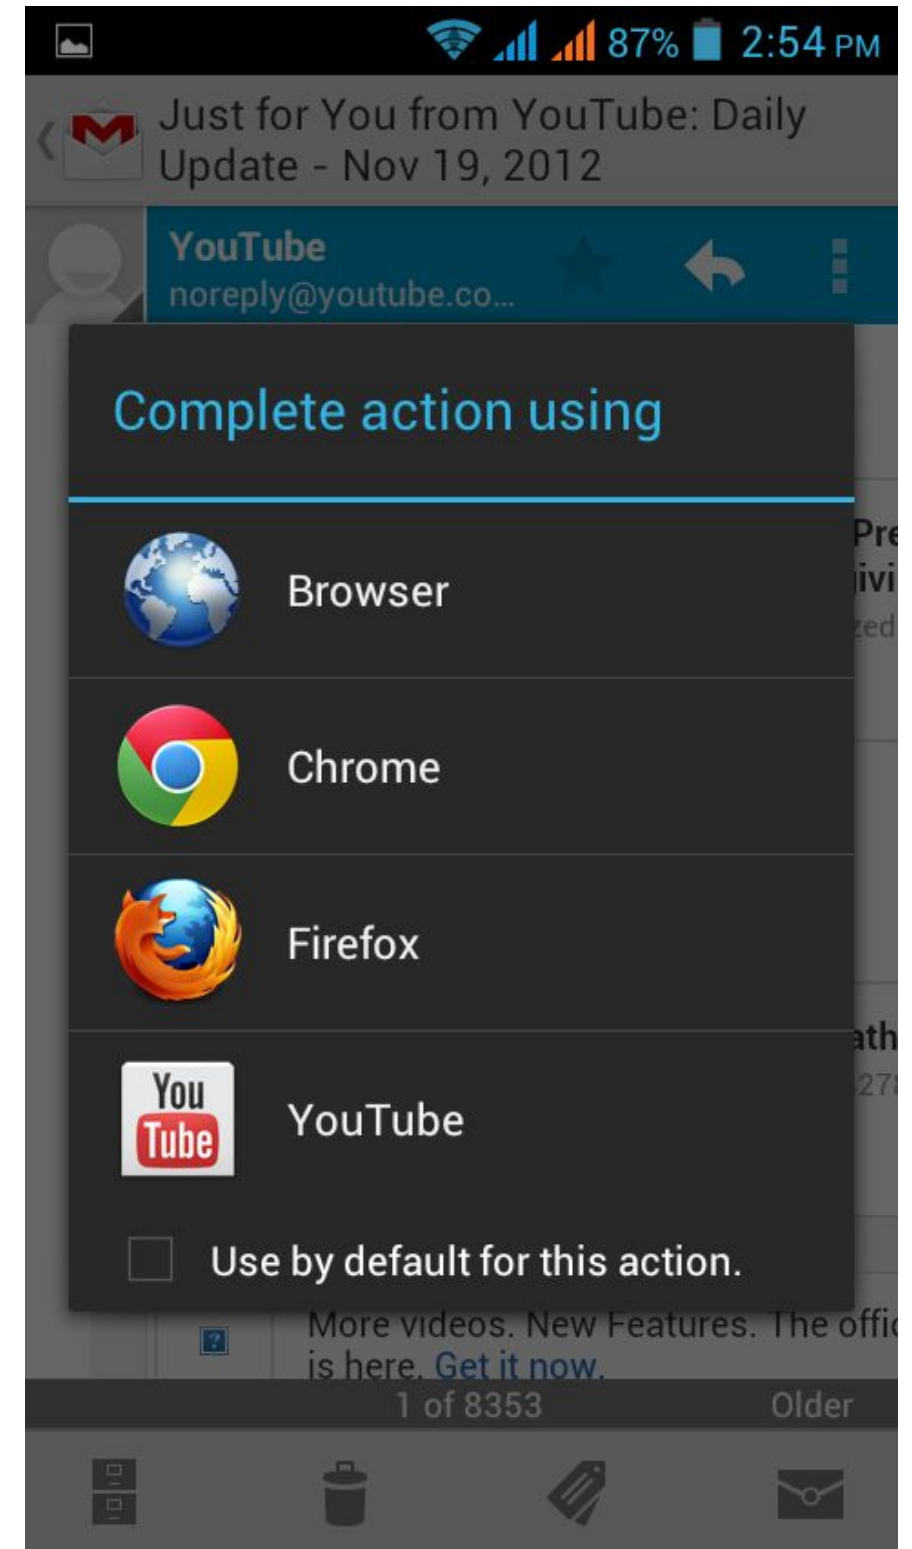 87% 2:54 PM
Just for You from YouTube: Daily
Update - Nov 19, 2012
YouTube
noreply@youtube.co...
Complete action using
Browser
Chrome
Firefox
You
Tube
YouTube
Use by default for this action.
More videos. New Features. The offic
is here. Get it now.
1 of 8353 Older